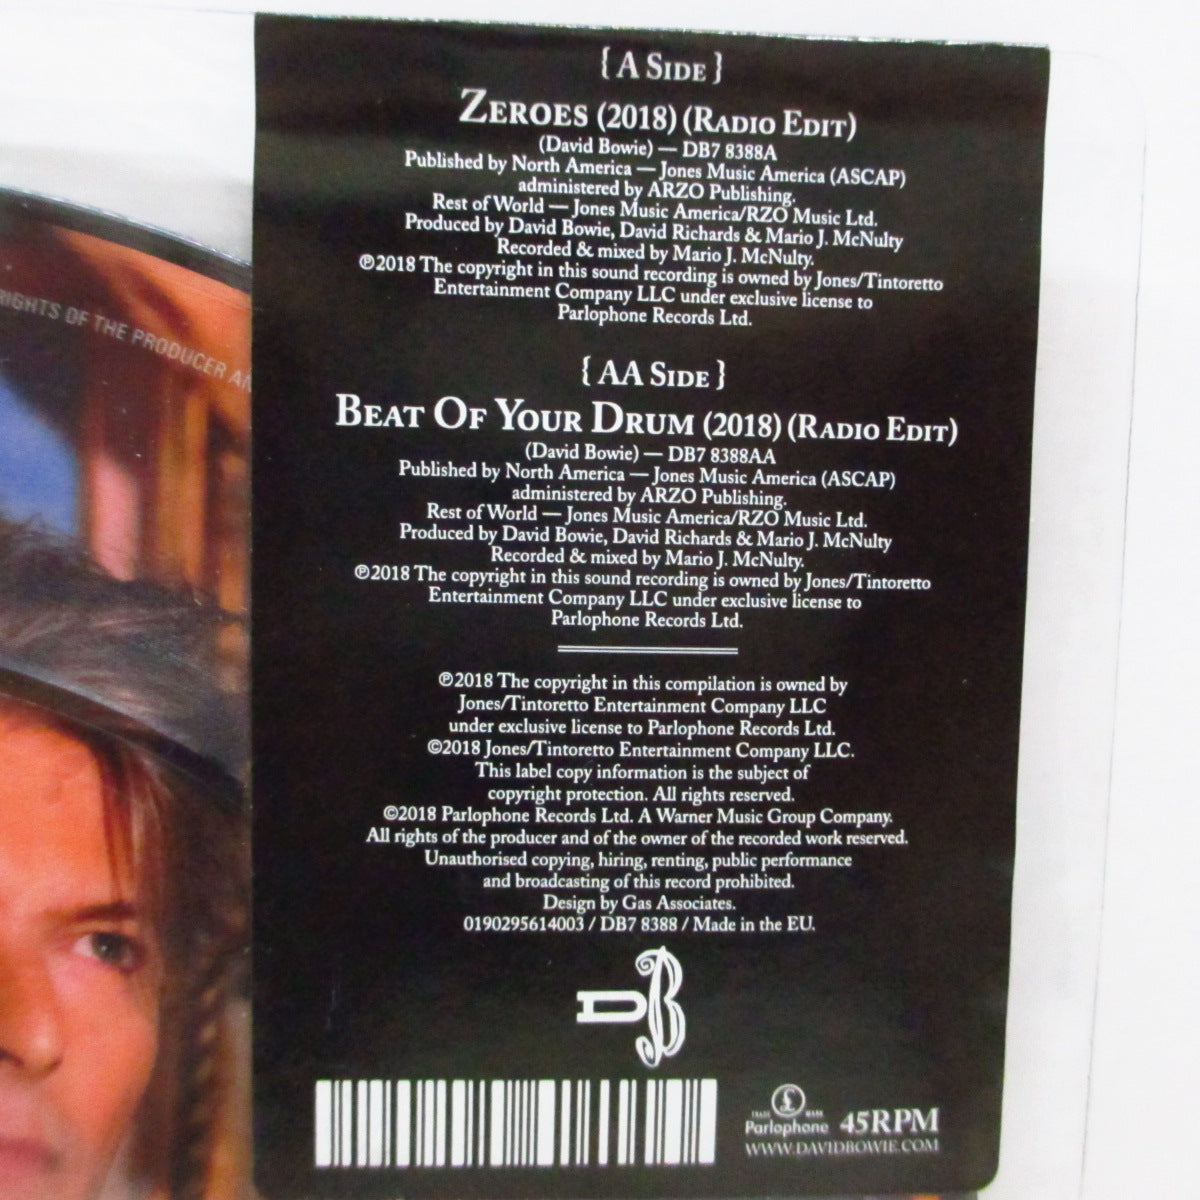 { A Side }
Zeroes (2018) (Radio Edit)
(David Bowie) — DB7 8388A
Published by North America — Jones Music America (ASCAP)
administered by ARZO Publishing.
Rest of World — Jones Music America/RZO Music Ltd.
Produced by David Bowie, David Richards & Mario J. McNulty
Recorded & mixed by Mario J. McNulty.
℗2018 The copyright in this sound recording is owned by Jones/Tintoretto
Entertainment Company LLC under exclusive license to
Parlophone Records Ltd.
{ AA Side }
Beat Of Your Drum (2018) (Radio Edit)
(David Bowie) — DB7 8388AA
Published by North America — Jones Music America (ASCAP)
administered by ARZO Publishing.
Rest of World — Jones Music America/RZO Music Ltd.
Produced by David Bowie, David Richards & Mario J. McNulty
Recorded & mixed by Mario J. McNulty.
℗2018 The copyright in this sound recording is owned by Jones/Tintoretto
Entertainment Company LLC under exclusive license to
Parlophone Records Ltd.
℗2018 The copyright in this compilation is owned by
Jones/Tintoretto Entertainment Company LLC
under exclusive license to Parlophone Records Ltd.
©2018 Jones/Tintoretto Entertainment Company LLC.
This label copy information is the subject of
copyright protection. All rights reserved.
©2018 Parlophone Records Ltd. A Warner Music Group Company.
All rights of the producer and of the owner of the recorded work reserved.
Unauthorised copying, hiring, renting, public performance
and broadcasting of this record prohibited.
Design by Gas Associates.
0190295614003 / DB7 8388 / Made in the EU.
DB
£
TRADE MARK
Parlophone 45RPM
WWW.DAVIDBOWIE.COM
RIGHTS OF THE PRODUCER AN